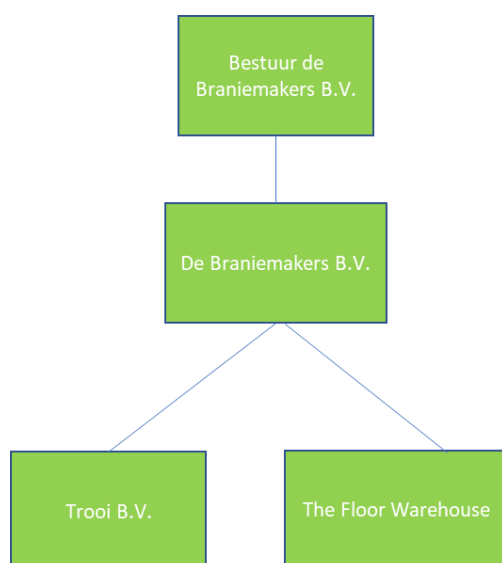 Bestuur de
Braniemakers B.V.
De Braniemakers B.V.
Trooi B.V.
The Floor Warehouse